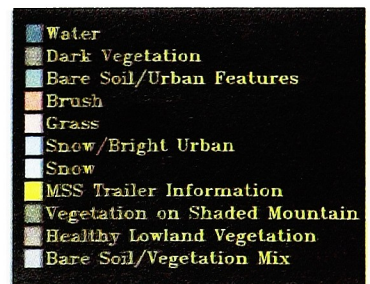 Water
Dark Vegetation
Bare Soil/Urban Features
Brush
Grass
Snow/Bright Urban
Snow
MSS Trailer Information
Vegetation on Shaded Mountain
Healthy Lowland Vegetation
Bare Soil/Vegetation Mix